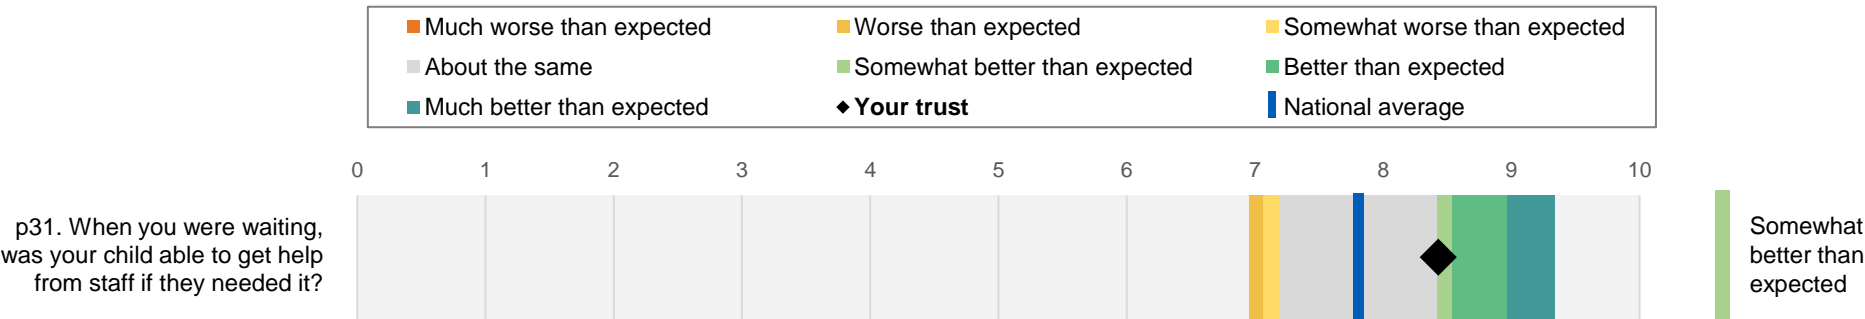 Much worse than expected
Worse than expected
Somewhat worse than expected
About the same
Somewhat better than expected
Better than expected
Much better than expected
Your trust
National average
0 1 2 3 4 5 6 7 8 9 10
p31. When you were waiting,
was your child able to get help
from staff if they needed it?
Somewhat
better than
expected